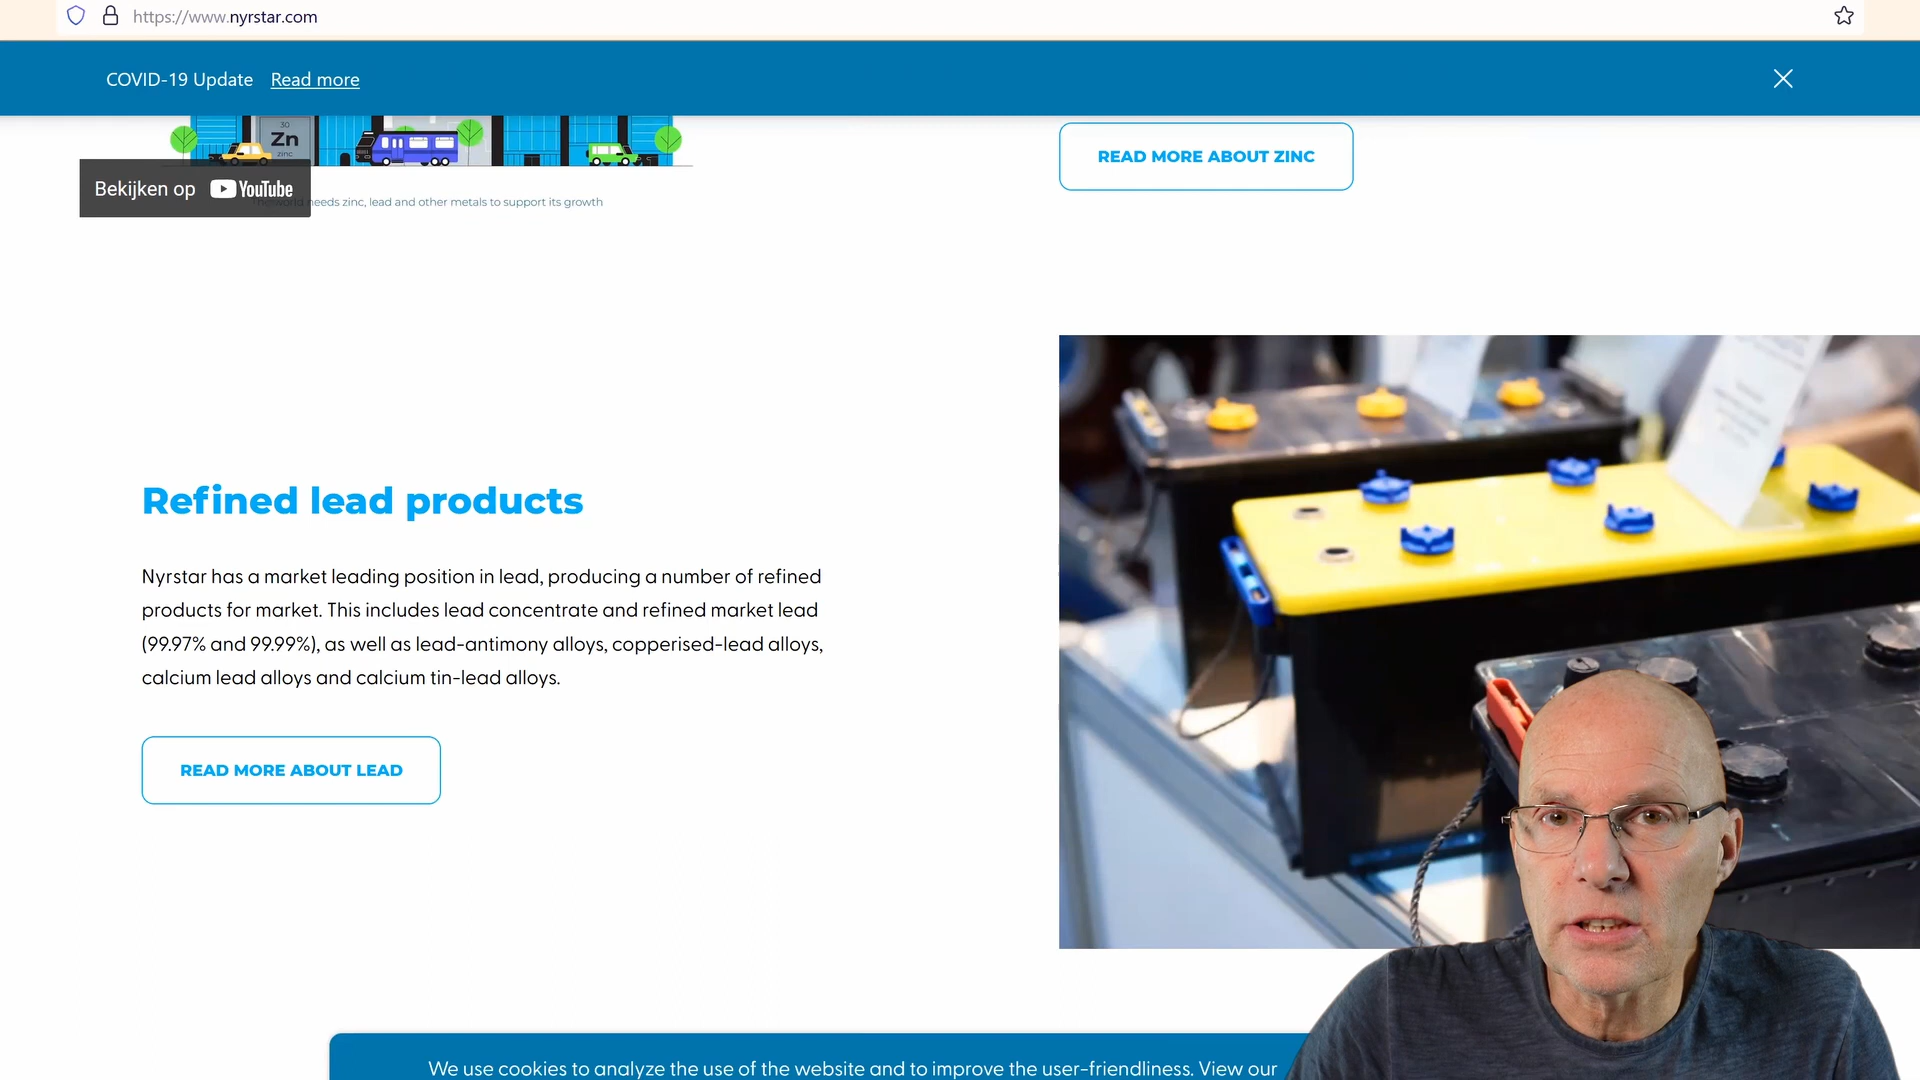 https://www.nyrstar.com
COVID-19 Update Read more
30
Zn
zinc
READ MORE ABOUT ZINC
Bekijken op YouTube
needs zinc, lead and other metals to support its growth
Refined lead products
Nyrstar has a market leading position in lead, producing a number of refined
products for market. This includes lead concentrate and refined market lead
(99.97% and 99.99%), as well as lead-antimony alloys, copperised-lead alloys,
calcium lead alloys and calcium tin-lead alloys.
READ MORE ABOUT LEAD
We use cookies to analyze the use of the website and to improve the user-friendliness. View our